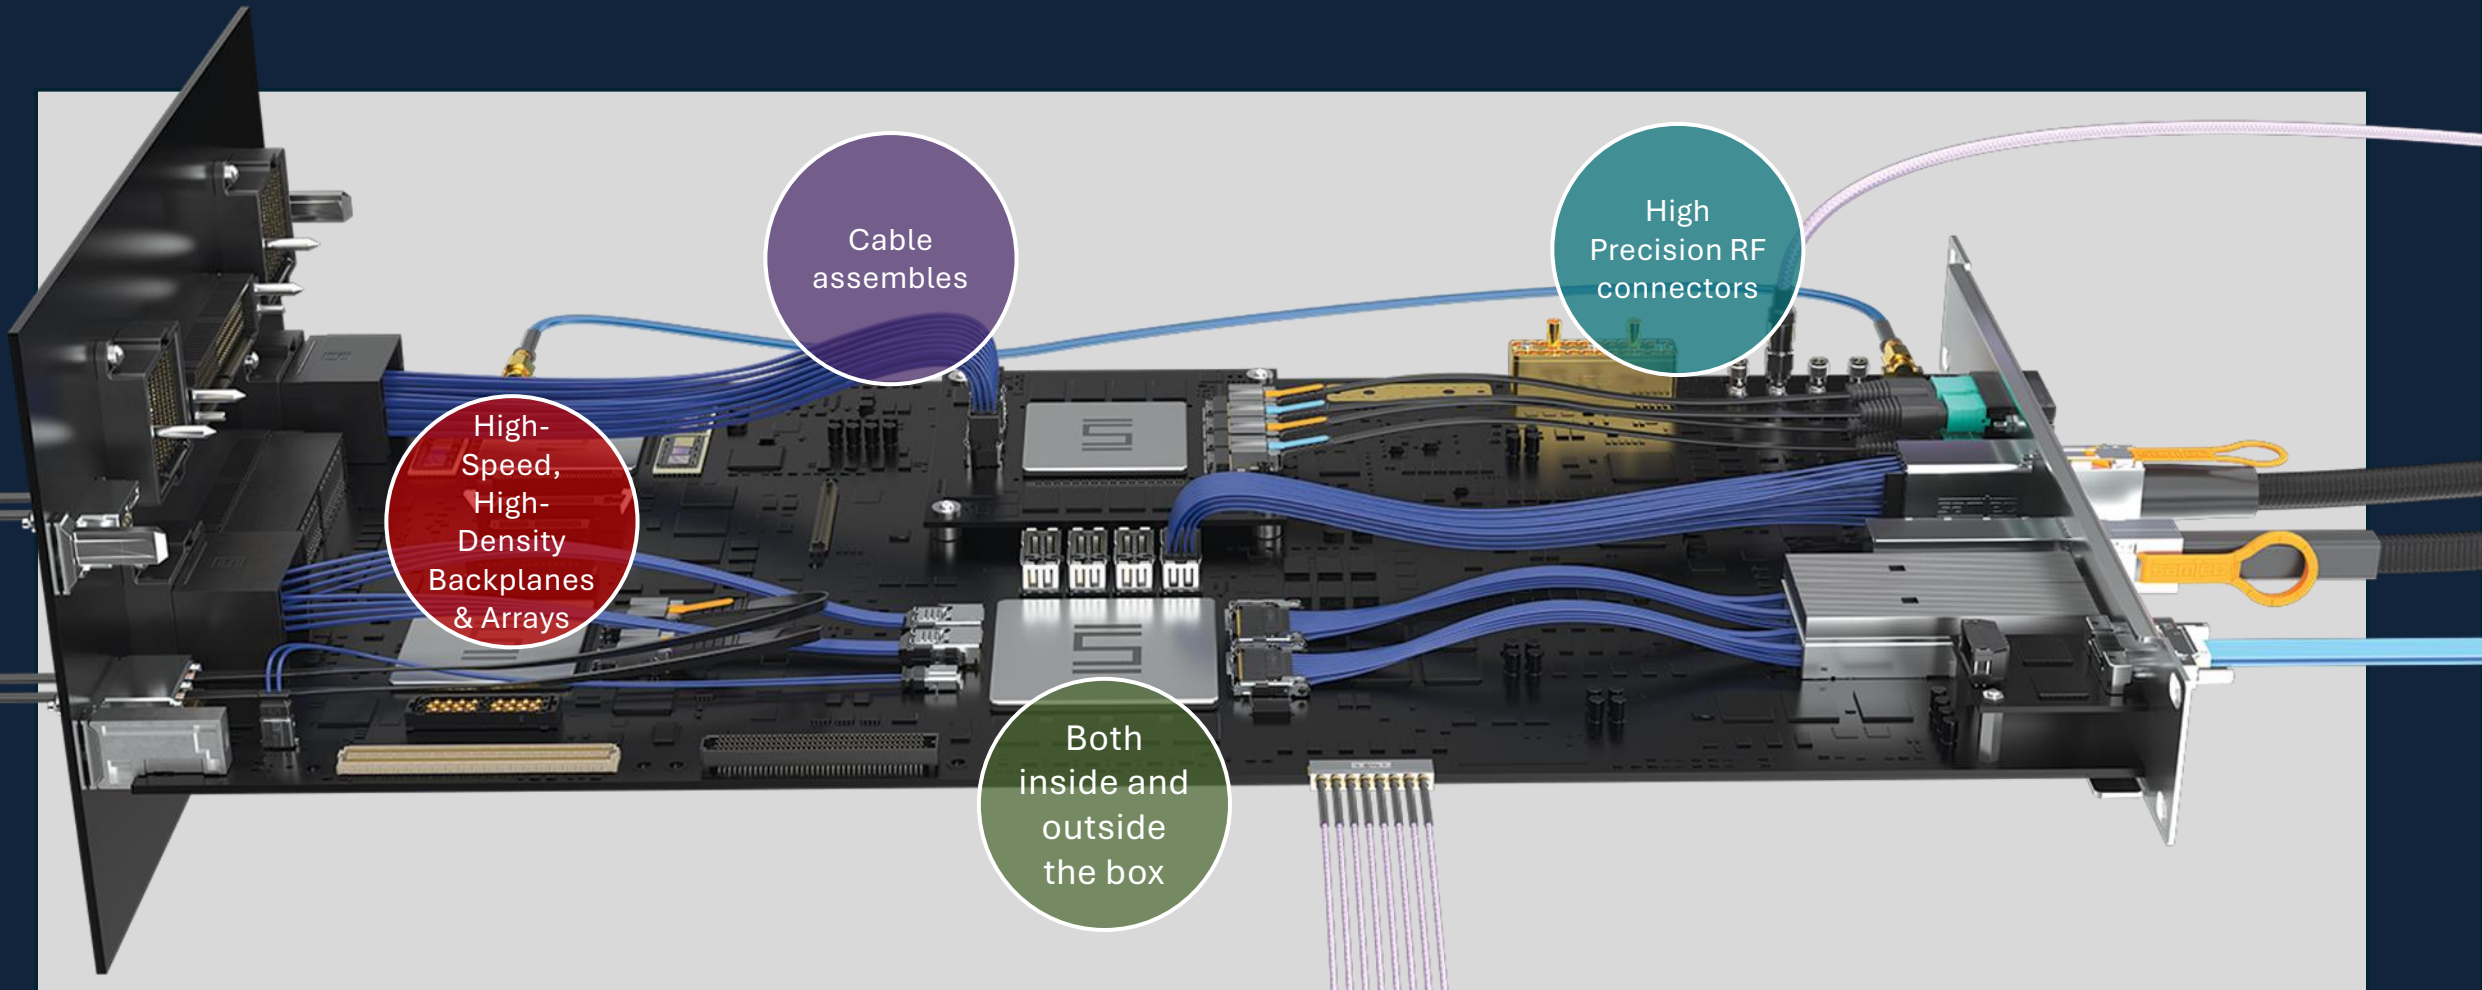 Cable
assembles
High
Precision RF
connectors
High-
Speed,
High-
Density
Backplanes
& Arrays
Both
inside and
outside
the box